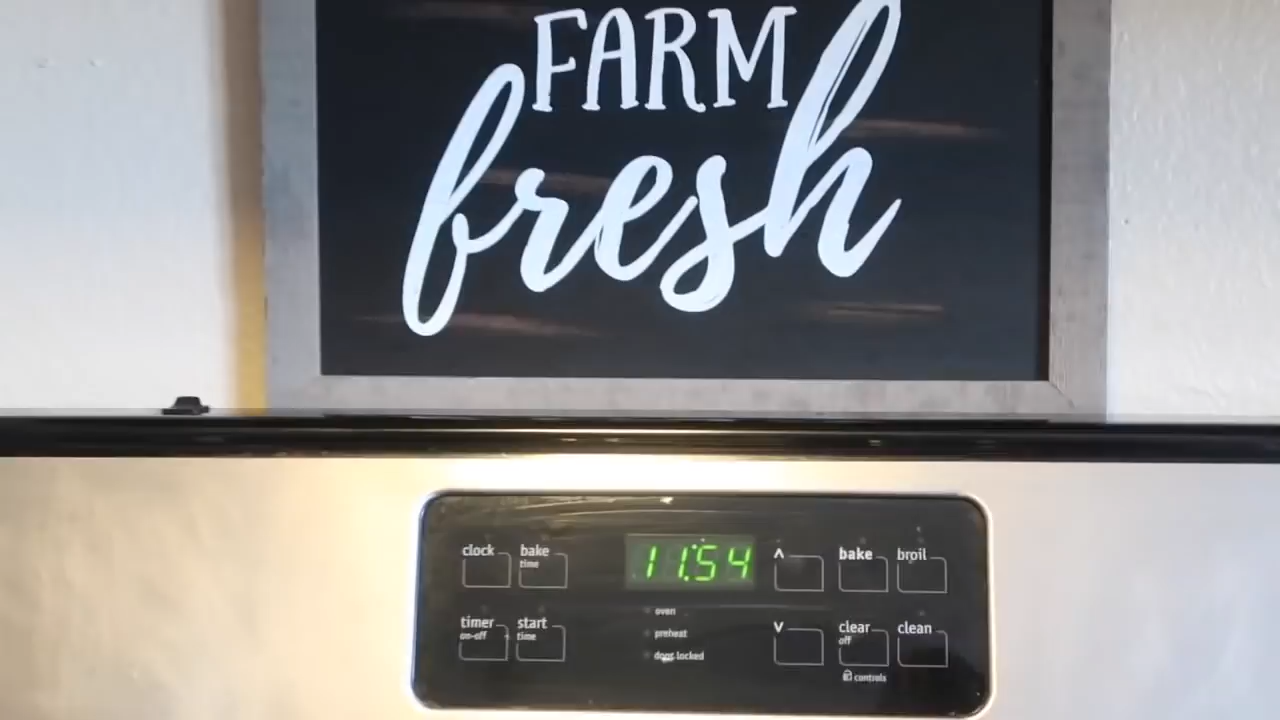 FARM
fresh
clock
bake
time
11:54
^
bake
broil
oven
timer
on-off
start
time
preheat
v
clear
off
clean
door locked
controls